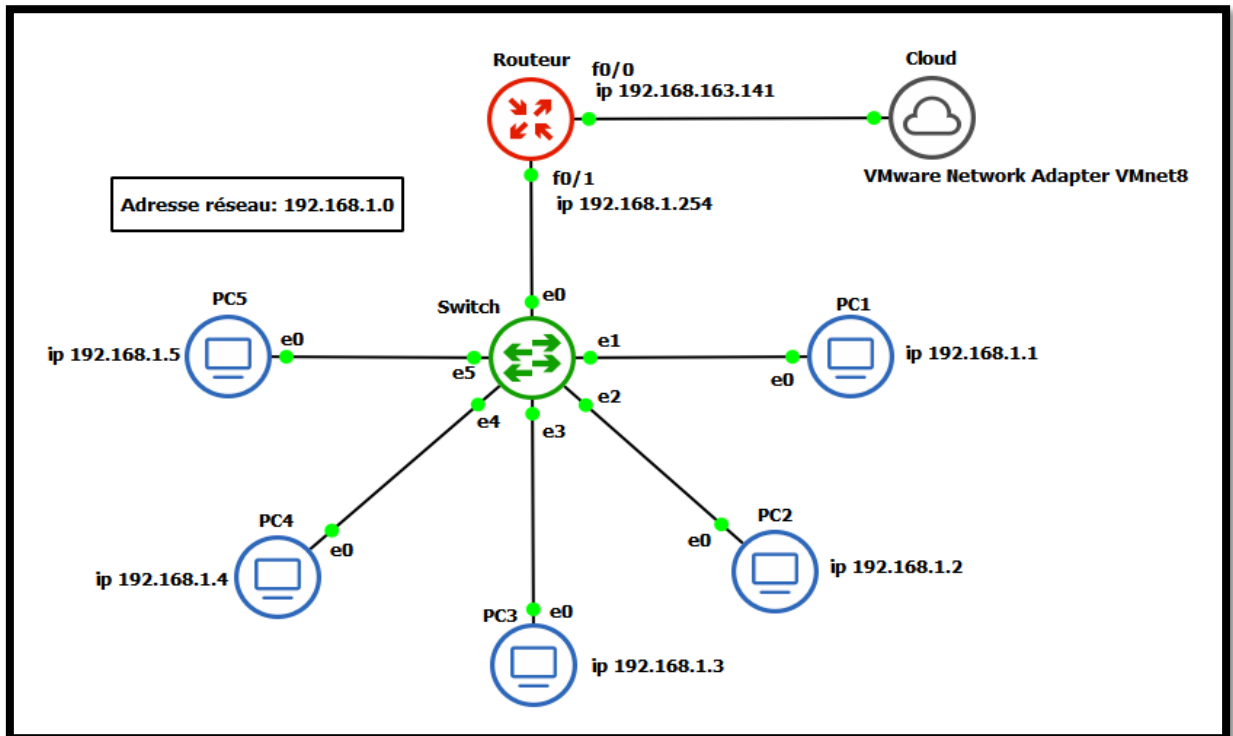 Routeur
f0/0
ip 192.168.163.141
Cloud
VMware Network Adapter VMnet8
f0/1
ip 192.168.1.254
Adresse réseau: 192.168.1.0
PC5
ip 192.168.1.5
e0
Switch
e0
e5
e1
PC1
e0
ip 192.168.1.1
e4
e3
e2
PC4
e0
ip 192.168.1.4
PC2
e0
ip 192.168.1.2
PC3
e0
ip 192.168.1.3